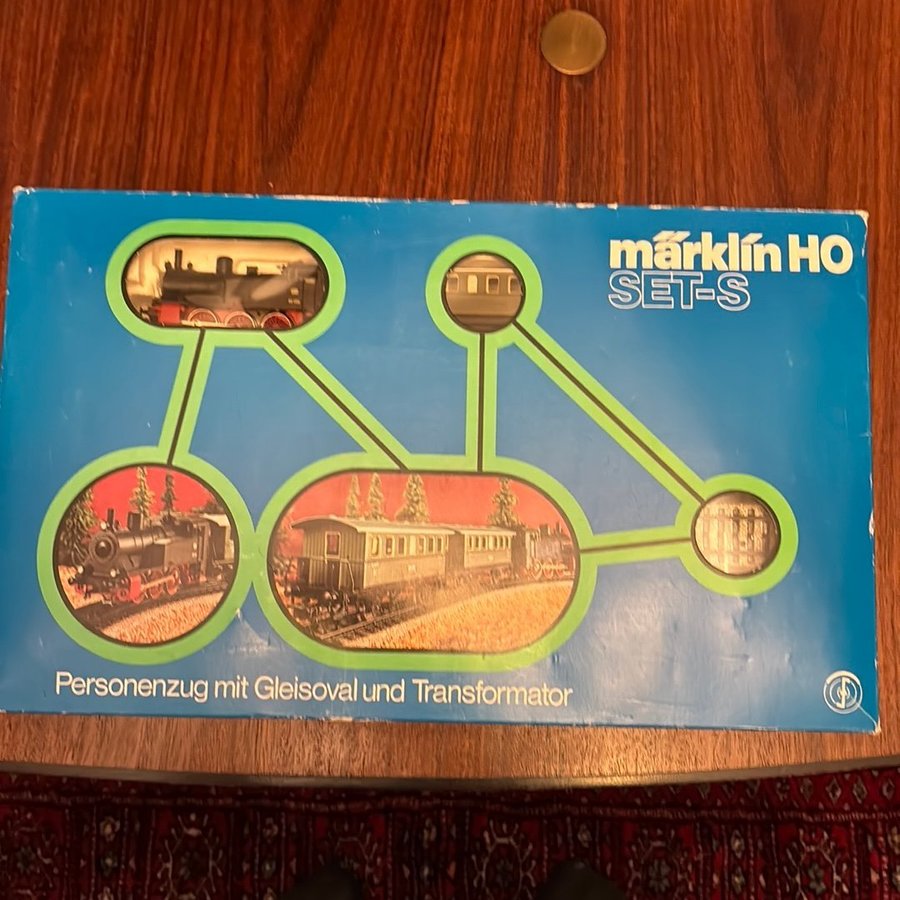 märklin HO
SET-S
Personenzug mit Gleisoval und Transformator